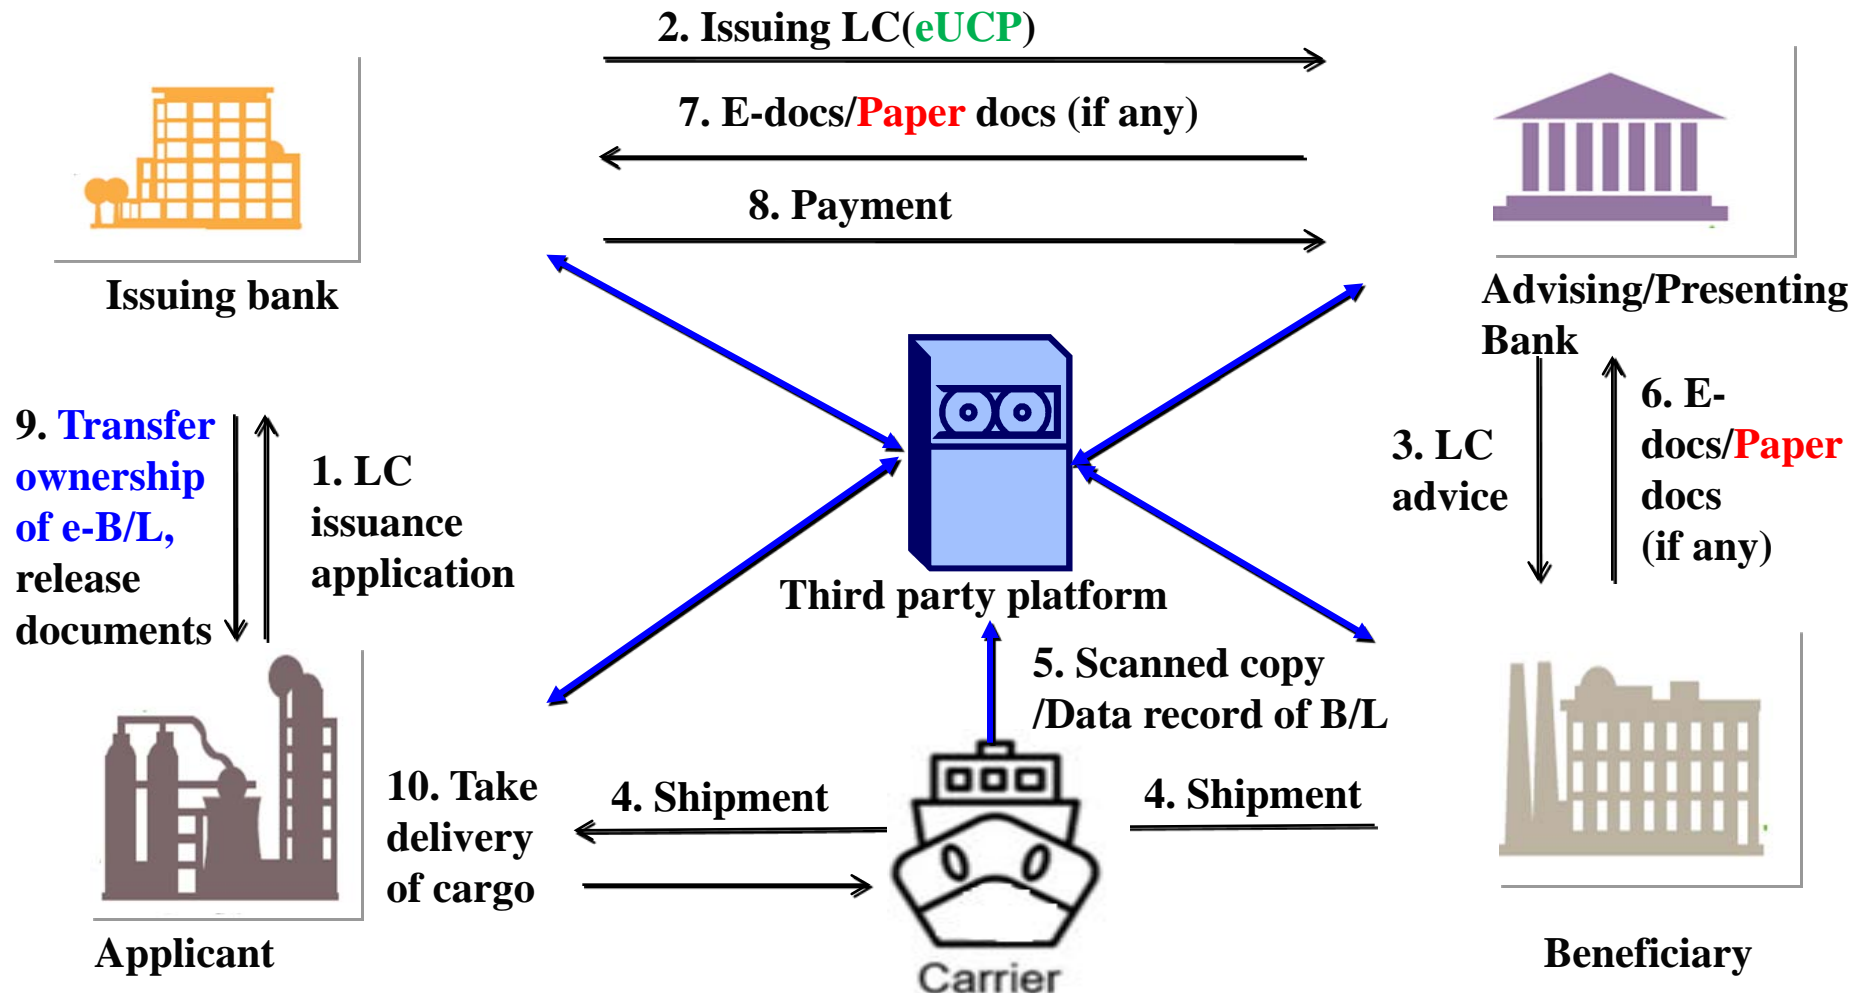 2. Issuing LC(eUCP)
7. E-docs/Paper docs (if any)
8. Payment
Issuing bank
Advising/Presenting
Bank
9. Transfer
ownership
of e-B/L,
release
documents
1. LC
issuance
application
3. LC
advice
6. E-
docs/Paper
docs
(if any)
Third party platform
5. Scanned copy
/Data record of B/L
10. Take
delivery
of cargo
4. Shipment
4. Shipment
Applicant
Carrier
Beneficiary